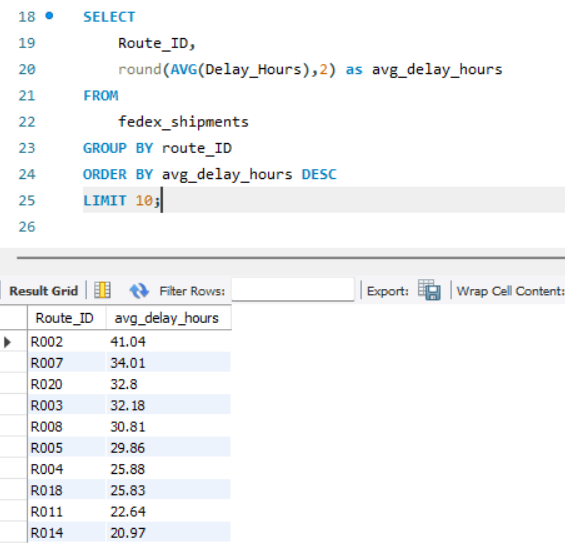 18 SELECT
19 Route_ID,
20 round(AVG(Delay_Hours),2) as avg_delay_hours
21 FROM
22 fedex_shipments
23 GROUP BY route_ID
24 ORDER BY avg_delay_hours DESC
25 LIMIT 10;
26
Result Grid Filter Rows: Export: Wrap Cell Content:
Route_ID avg_delay_hours
R002 41.04
R007 34.01
R020 32.8
R003 32.18
R008 30.81
R005 29.86
R004 25.88
R018 25.83
R011 22.64
R014 20.97